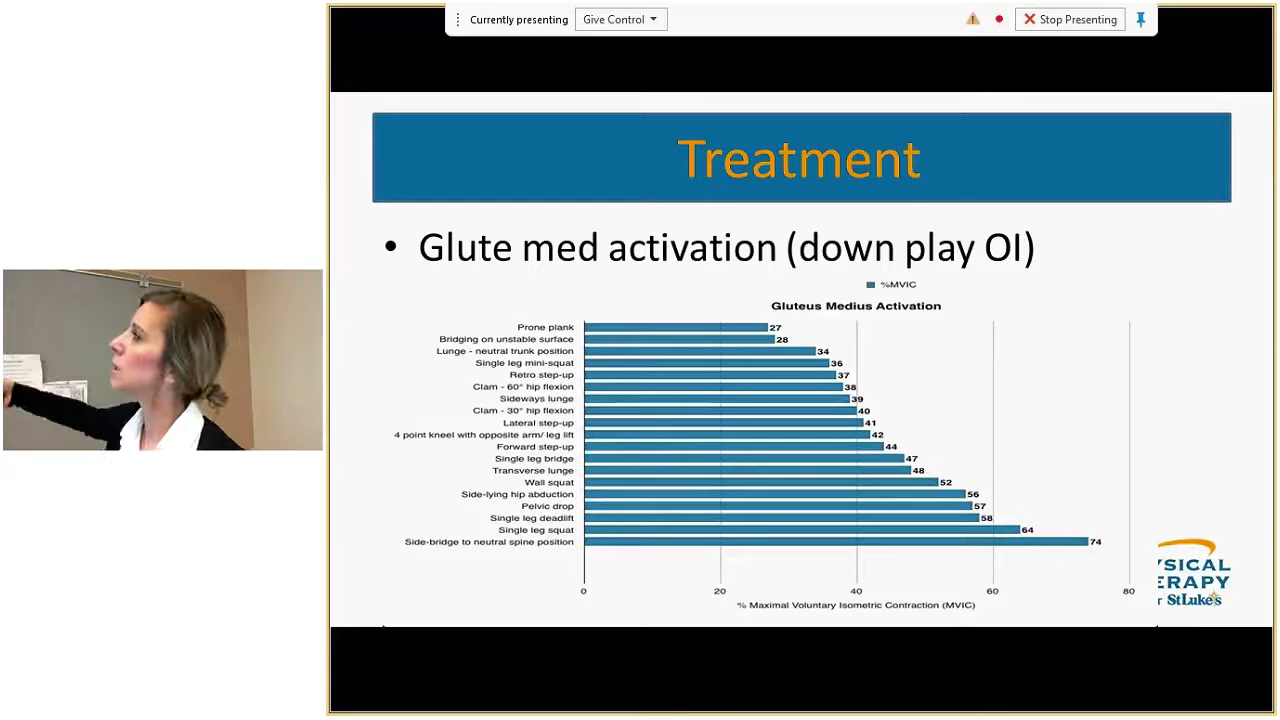 Currently presenting
Give Control
Stop Presenting
Treatment
• Glute med activation (down play OI)
%MVIC
Gluteus Medius Activation
Prone plank 27
Bridging on unstable surface 28
Lunge - neutral trunk position 34
Single leg mini-squat 36
Retro step-up 37
Clam - 60° hip flexion 38
Sideways lunge 39
Clam - 30° hip flexion 40
Lateral step-up 41
4 point kneel with opposite arm/ leg lift 42
Forward step-up 44
Single leg bridge 47
Transverse lunge 48
Wall squat 52
Side-lying hip abduction 56
Pelvic drop 57
Single leg deadlift 58
Single leg squat 64
Side-bridge to neutral spine position 74
0 20 40 60 80
% Maximal Voluntary Isometric Contraction (MVIC)
YSICAL
ERAPY
r StLuke's